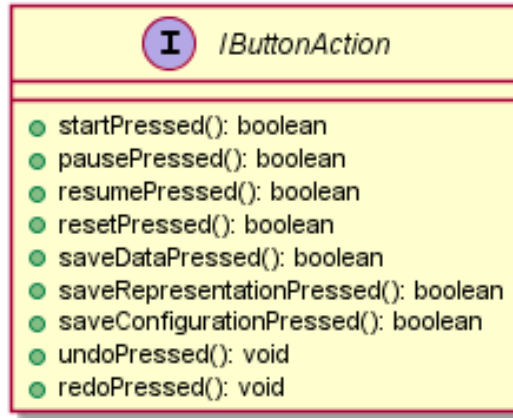 I IButtonAction
startPressed(): boolean
pausePressed(): boolean
resumePressed(): boolean
resetPressed(): boolean
saveDataPressed(): boolean
saveRepresentationPressed(): boolean
saveConfigurationPressed(): boolean
undoPressed(): void
redoPressed(): void